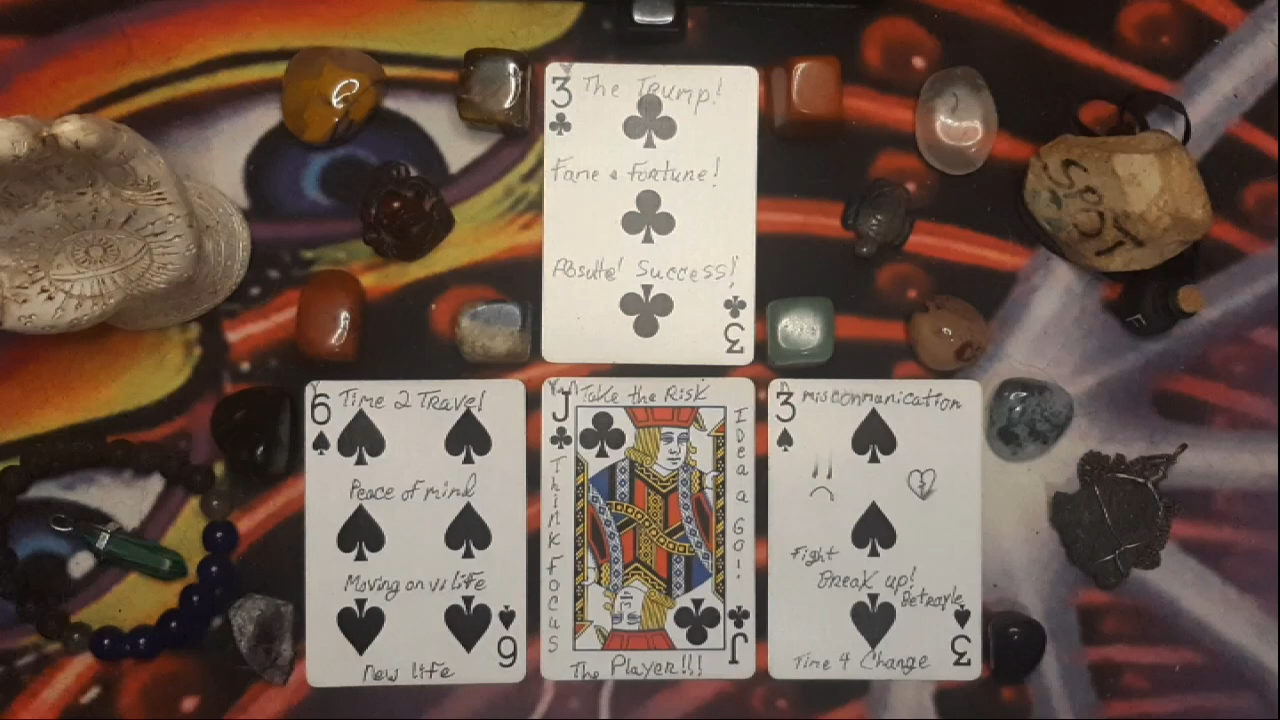 3
The Trump!
Fame & Fortune!
Absulte! Success!
3
6
Time 2 Travel
Peace of mind
Moving on w life
New life
6
J
Take the Risk
Think Focus
Idea a Go!
The Player!!!
J
3
miscommunication
Fight
Break up!
Betrayle
Time 4 Change
3
SPOT